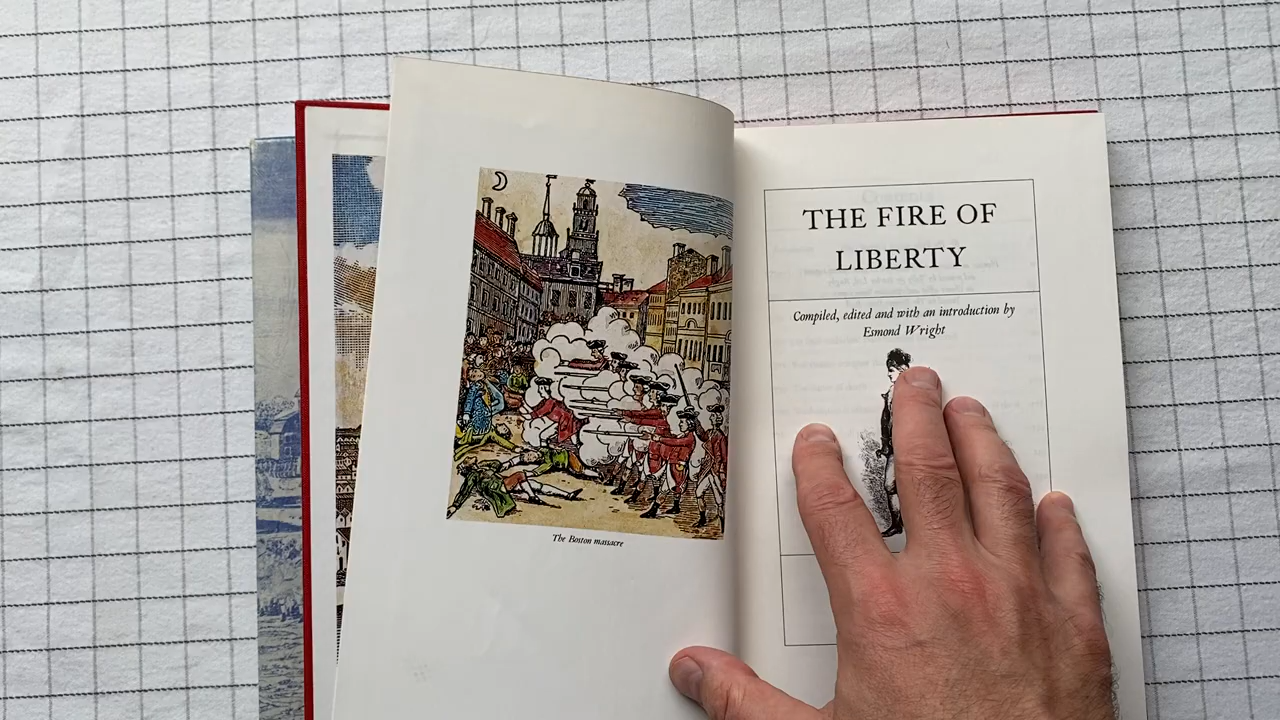 The Boston massacre
THE FIRE OF
LIBERTY
Compiled, edited and with an introduction by
Esmond Wright